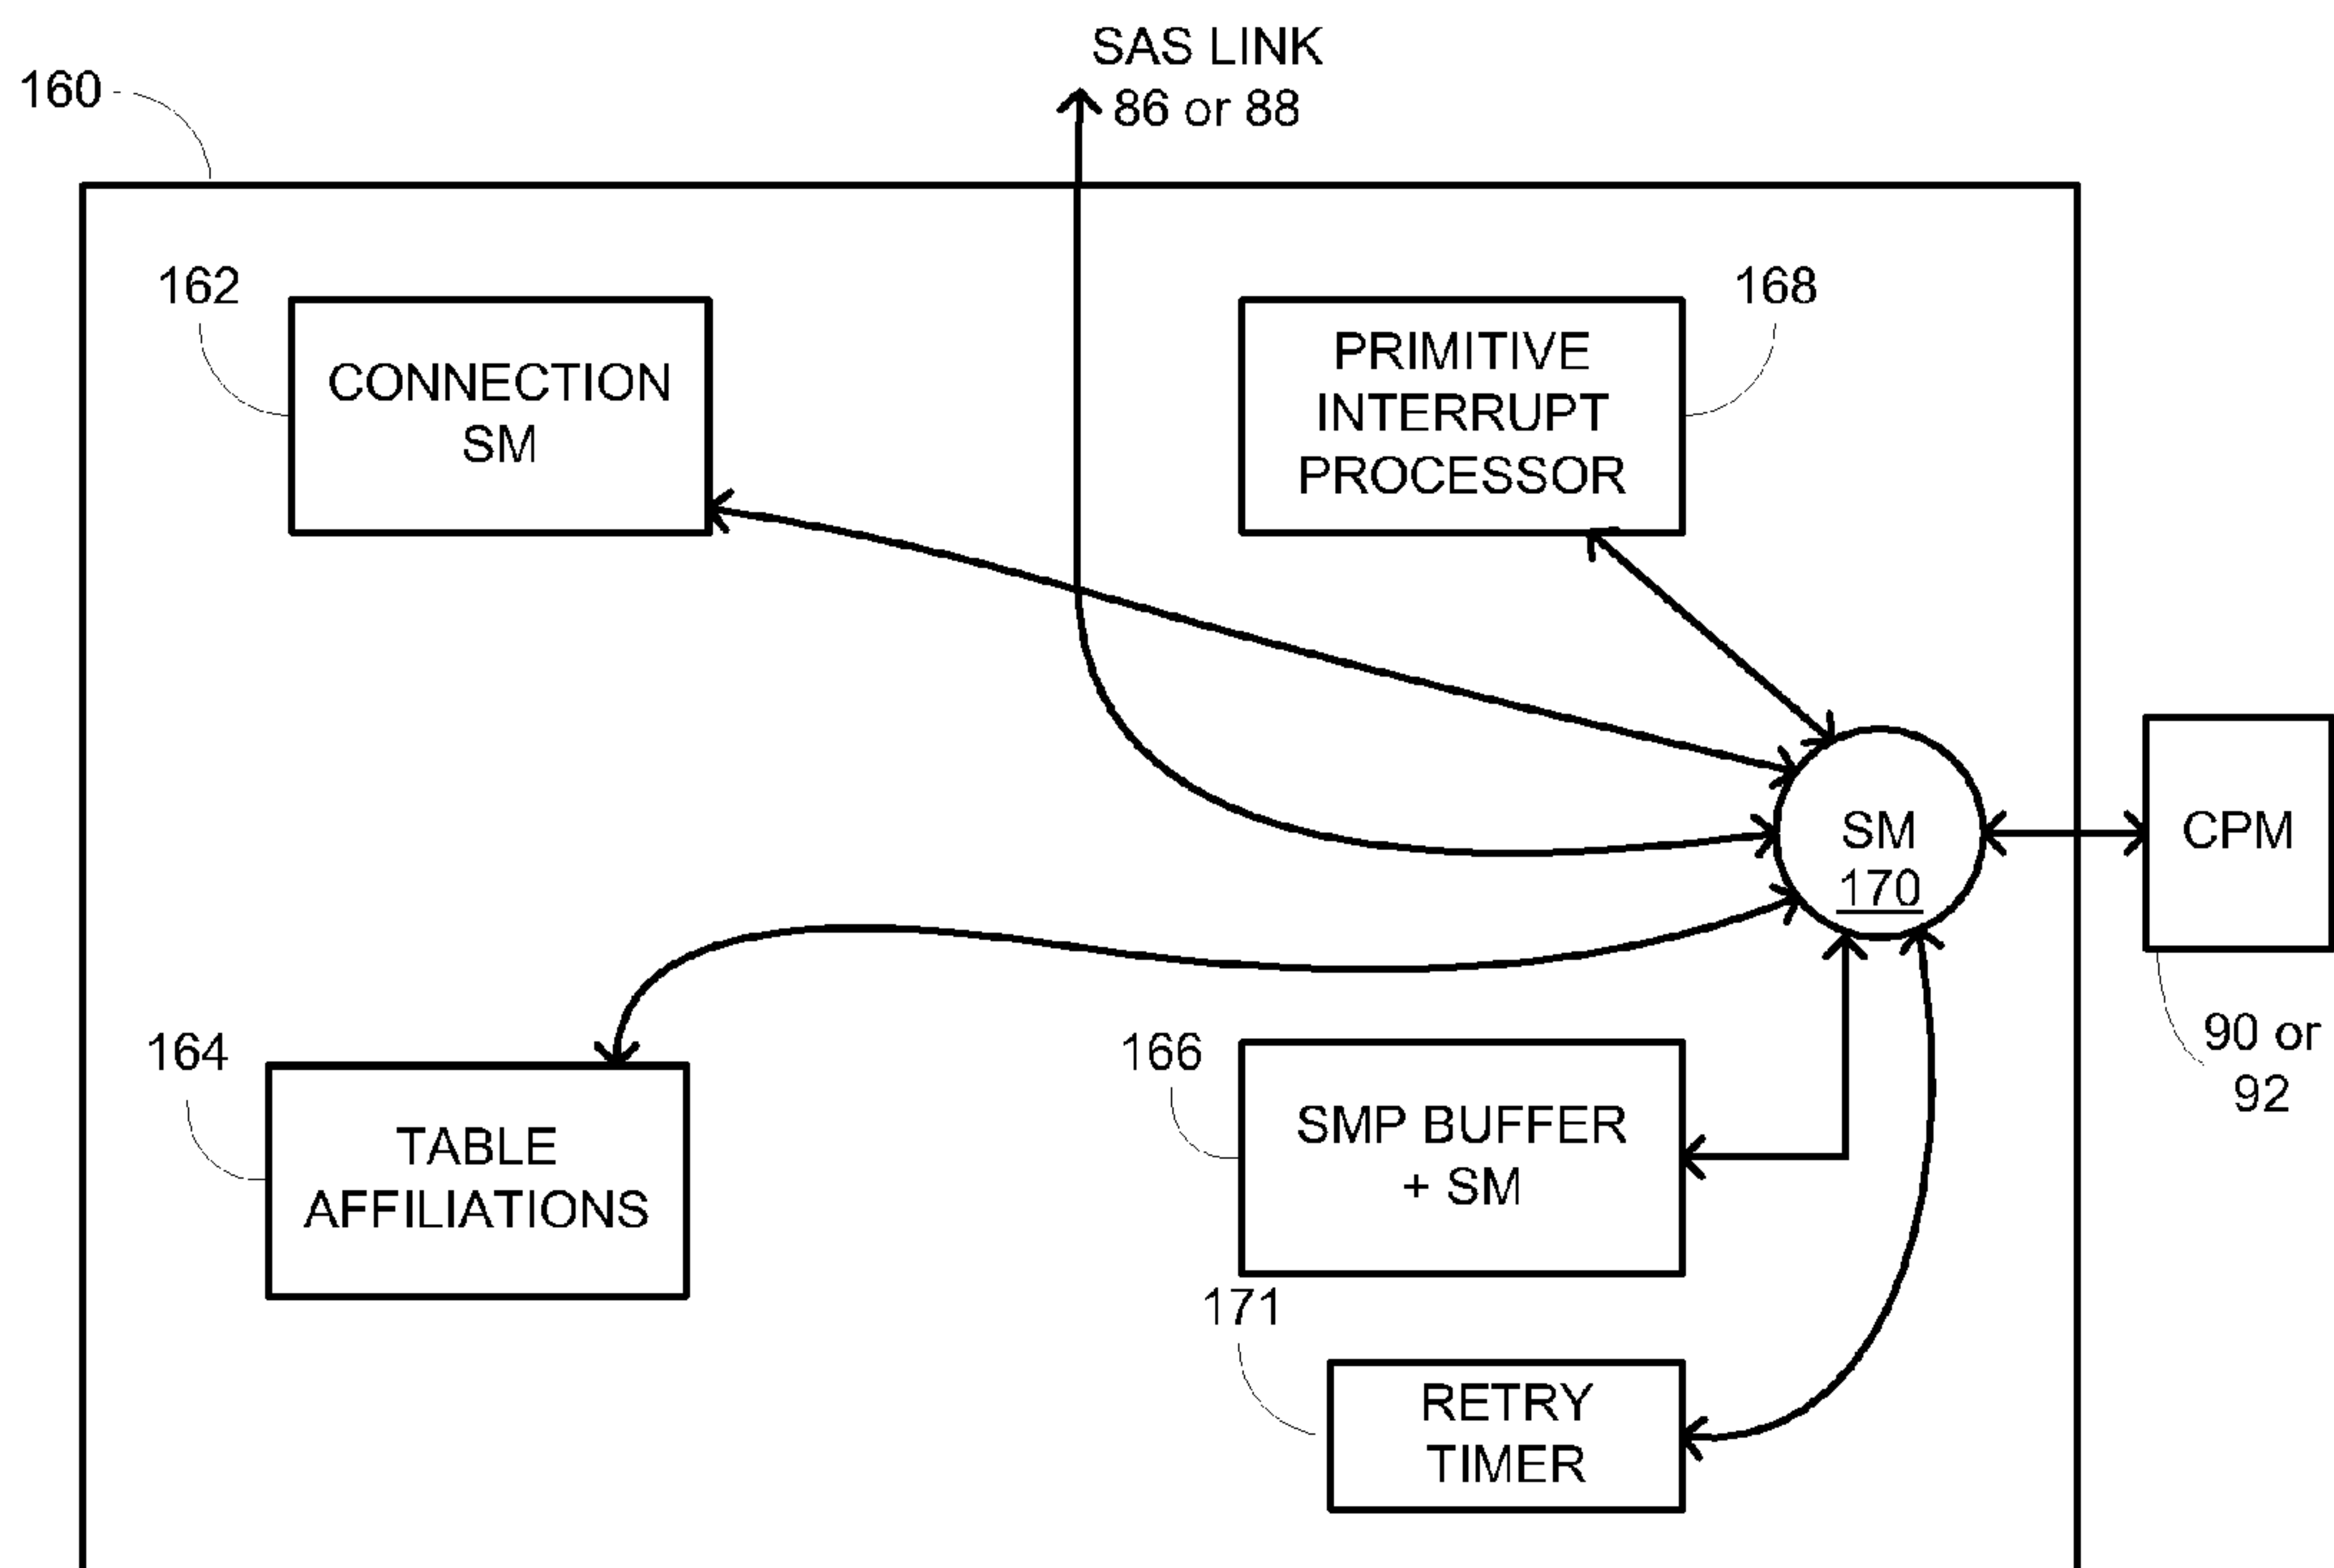 SAS LINK
86 or 88
160
162
CONNECTION
SM
168
PRIMITIVE
INTERRUPT
PROCESSOR
SM
170
CPM
90 or
92
164
TABLE
AFFILIATIONS
166
SMP BUFFER
+ SM
171
RETRY
TIMER